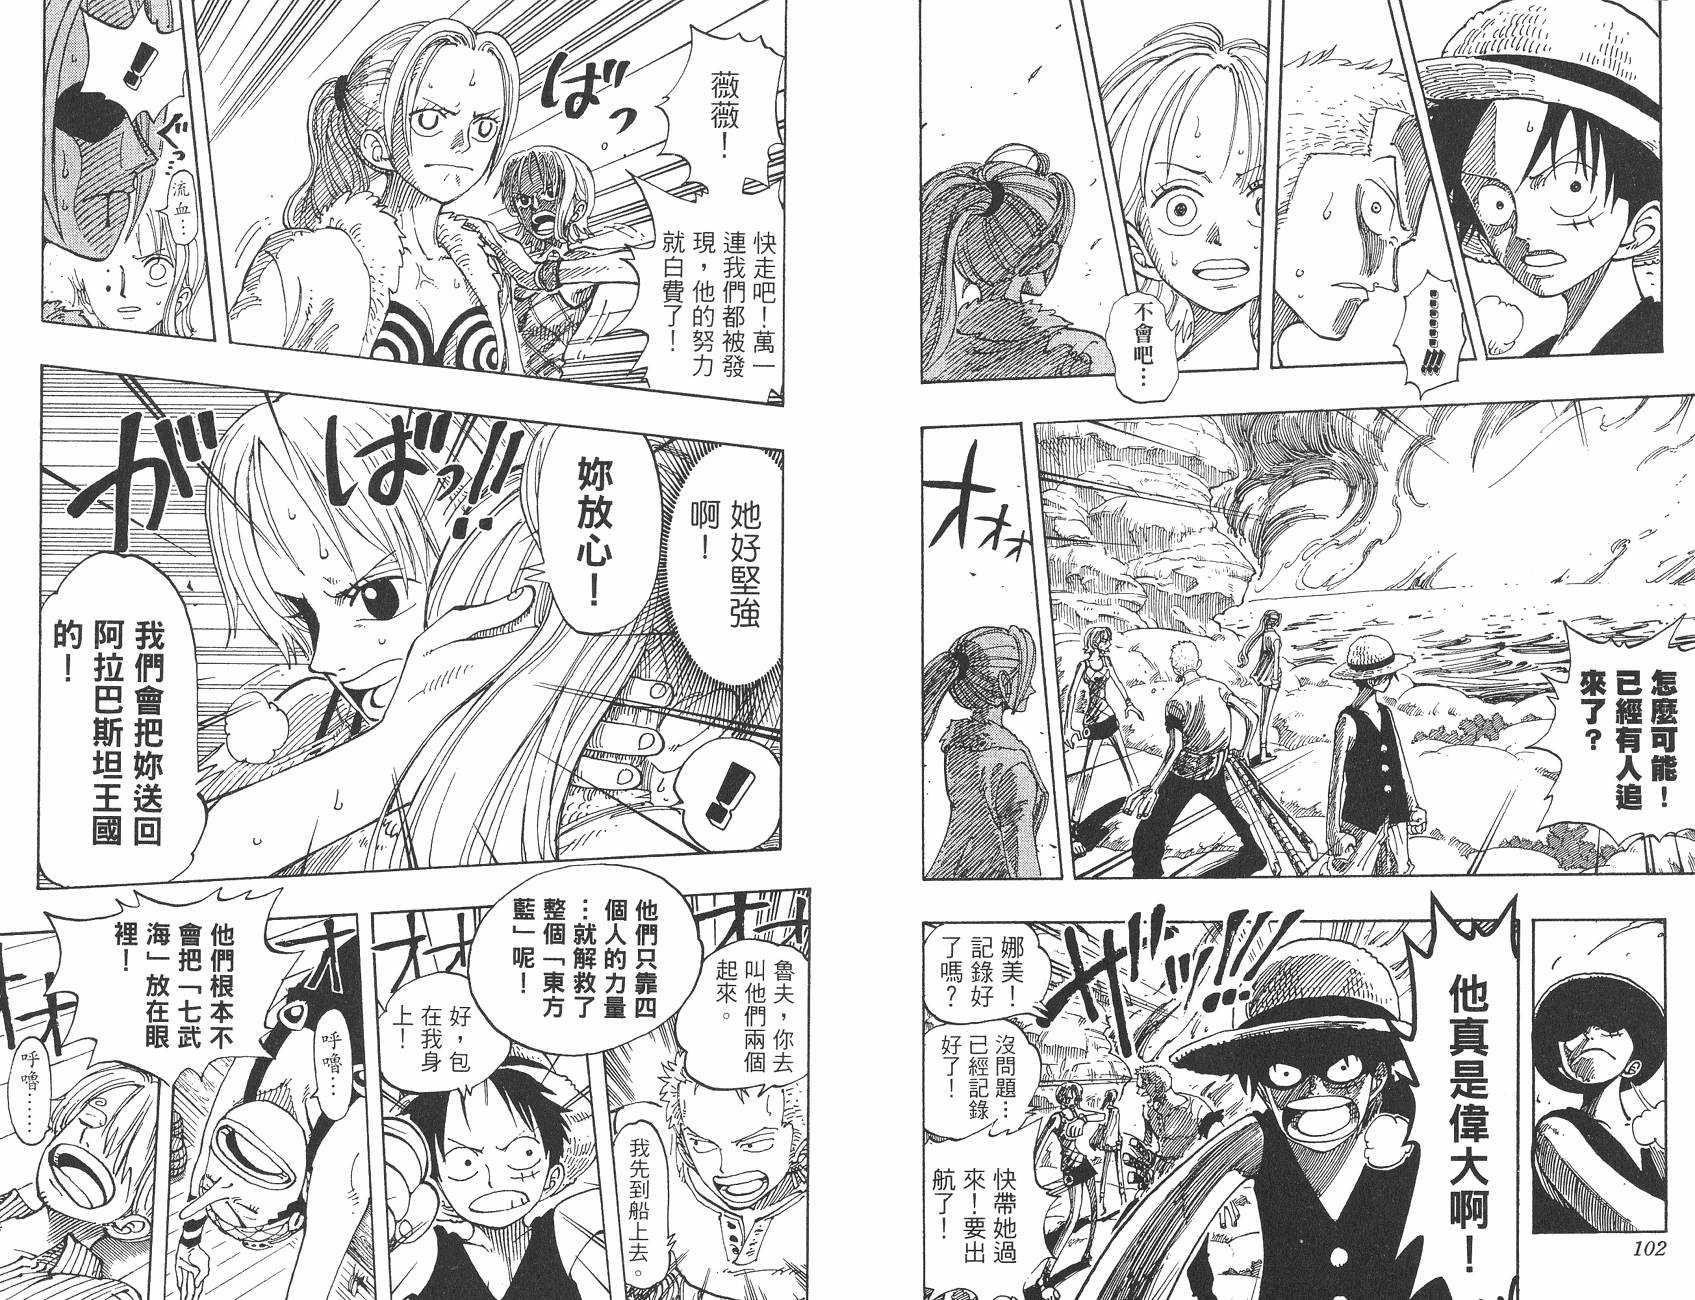 ………………!!!
不會吧…
怎麼可能！
已經有人追
來了？
オオオ
他真是偉大啊！
ドン!!
娜美！
記錄好
了嗎？
沒問題…
已經記錄
好了！
快帶她過
來！要出
航了！
102
薇薇！
快走吧！萬一
連我們都被發
現，他的努力
就白費了！
ばっ
!
ぐっ…
流血…
她好堅強
啊！
妳放心！
ばっ!!
が
!
我們會把妳送回
阿拉巴斯坦王國
的！
魯夫，你去
叫他們兩個
起來。
我先到船上去。
他們只靠四
個人的力量
…就解救了
整個「東方
藍」呢！
好，包
在我身
上！
オオ
オオ
他們根本不
會把「七武
海」放在眼
裡！
呼嚕…
呼嚕……
オオ